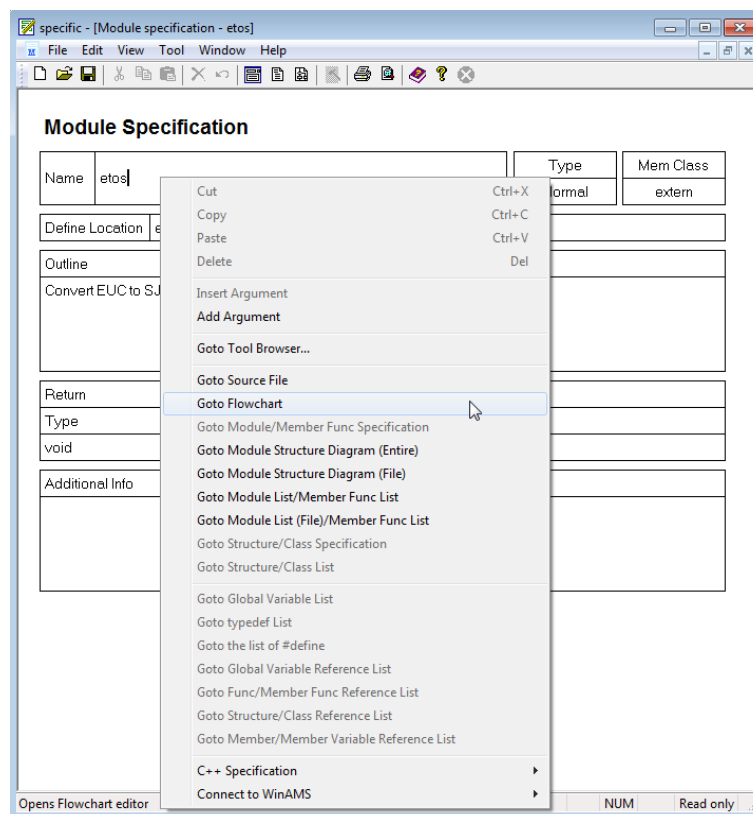 specific - [Module specification - etos]
File Edit View Tool Window Help
Module Specification
Name etos Type Mem Class
ormal extern
Define Location e
Outline
Convert EUC to SJ
Return
Type
void
Additional Info
Cut Ctrl+X
Copy Ctrl+C
Paste Ctrl+V
Delete Del
Insert Argument
Add Argument
Goto Tool Browser...
Goto Source File
Goto Flowchart
Goto Module/Member Func Specification
Goto Module Structure Diagram (Entire)
Goto Module Structure Diagram (File)
Goto Module List/Member Func List
Goto Module List (File)/Member Func List
Goto Structure/Class Specification
Goto Structure/Class List
Goto Global Variable List
Goto typedef List
Goto the list of #define
Goto Global Variable Reference List
Goto Func/Member Func Reference List
Goto Structure/Class Reference List
Goto Member/Member Variable Reference List
C++ Specification
Connect to WinAMS
Opens Flowchart editor NUM Read only